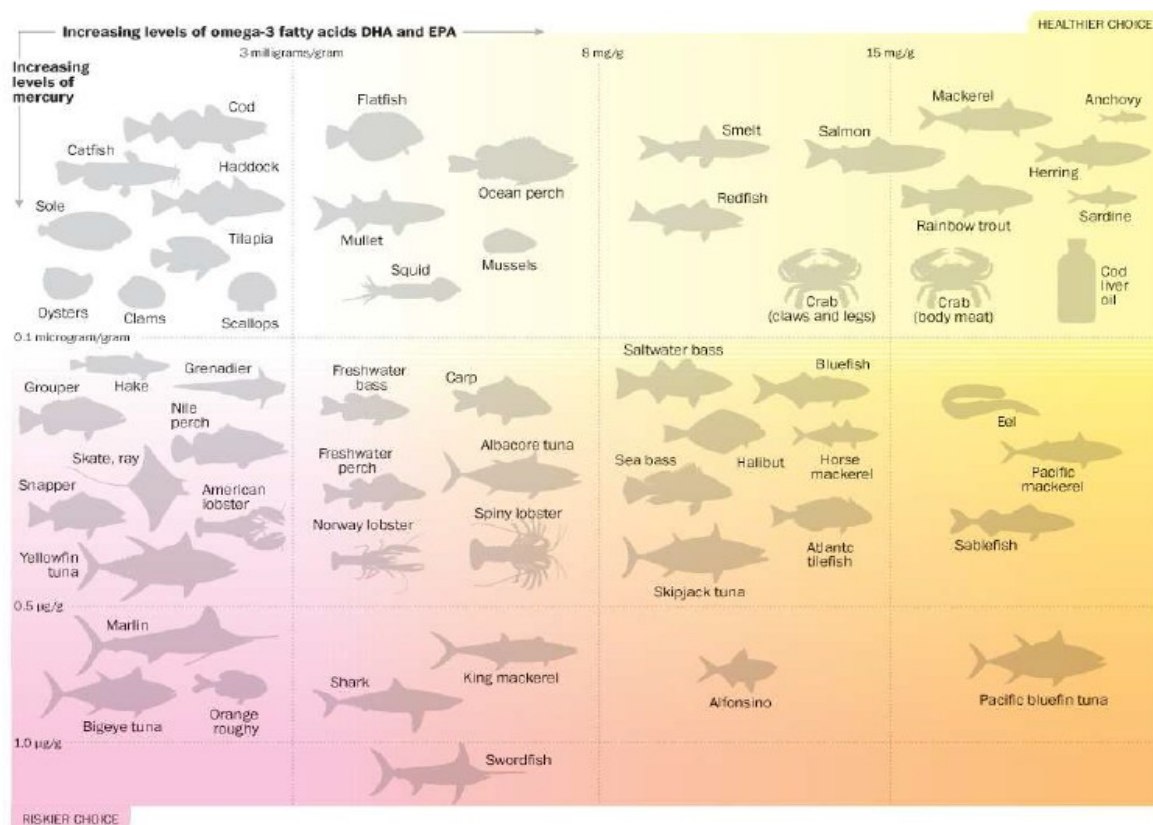 Increasing levels of omega-3 fatty acids DHA and EPA
HEALTHIER CHOICE
3 milligrams/gram
8 mg/g
15 mg/g
Increasing
levels of
mercury
Cod
Flatfish
Mackerel
Anchovy
Smelt
Salmon
Catfish
Haddock
Ocean perch
Herring
Sole
Redfish
Rainbow trout
Sardine
Tilapia
Mullet
Squid
Mussels
Oysters
Clams
Scallops
Crab
(claws and legs)
Crab
(body meat)
Cod
liver
oil
0.1 microgram/gram
Grouper
Hake
Grenadier
Freshwater
bass
Carp
Saltwater bass
Bluefish
Eel
Nile
perch
Albacore tuna
Halibut
Horse
mackerel
Pacific
mackerel
Skate, ray
Freshwater
perch
Sea bass
Snapper
American
lobster
Norway lobster
Spiny lobster
Atlantc
tilefish
Sablefish
Yellowfin
tuna
Skipjack tuna
0.5 µg/g
Marlin
Shark
King mackerel
Alfonsino
Pacific bluefin tuna
Bigeye tuna
Orange
roughy
1.0 µg/g
Swordfish
RISKIER CHOICE